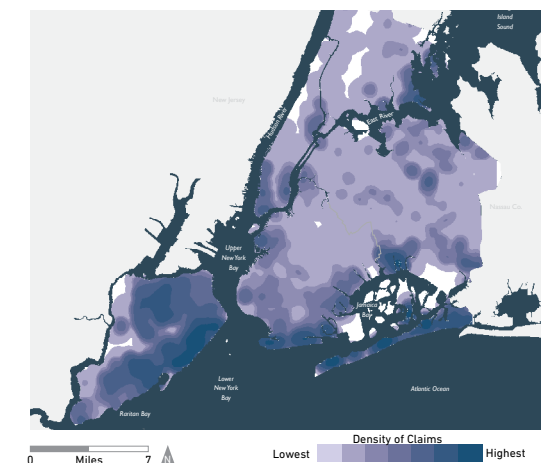 Island
Sound
New Jersey
Hudson River
East River
Nassau Co.
Upper
New York
Bay
Jamaica
Bay
Lower
New York
Bay
Atlantic Ocean
Raritan Bay
Density of Claims
0 Miles 7 N Lowest Highest